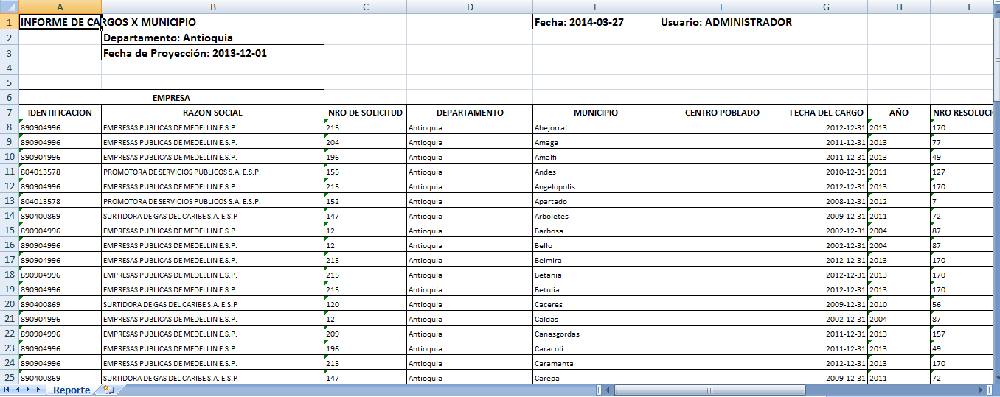 A B C D E F G H I
1 INFORME DE CARGOS X MUNICIPIO Fecha: 2014-03-27 Usuario: ADMINISTRADOR
2 Departamento: Antioquia
3 Fecha de Proyección: 2013-12-01
4
5
6 EMPRESA
7 IDENTIFICACION RAZON SOCIAL NRO DE SOLICITUD DEPARTAMENTO MUNICIPIO CENTRO POBLADO FECHA DEL CARGO AÑO NRO RESOLUCI
8 890904996 EMPRESAS PUBLICAS DE MEDELLIN E.S.P. 215 Antioquia Abejorral 2012-12-31 2013 170
9 890904996 EMPRESAS PUBLICAS DE MEDELLIN E.S.P. 204 Antioquia Amaga 2011-12-31 2013 77
10 890904996 EMPRESAS PUBLICAS DE MEDELLIN E.S.P. 196 Antioquia Amalfi 2011-12-31 2013 49
11 804013578 PROMOTORA DE SERVICIOS PUBLICOS S.A. E.S.P. 155 Antioquia Andes 2010-12-31 2011 127
12 890904996 EMPRESAS PUBLICAS DE MEDELLIN E.S.P. 215 Antioquia Angelopolis 2012-12-31 2013 170
13 804013578 PROMOTORA DE SERVICIOS PUBLICOS S.A. E.S.P. 152 Antioquia Apartado 2008-12-31 2012 7
14 890400869 SURTIDORA DE GAS DEL CARIBE S.A. E.S.P 147 Antioquia Arboletes 2009-12-31 2011 72
15 890904996 EMPRESAS PUBLICAS DE MEDELLIN E.S.P. 12 Antioquia Barbosa 2002-12-31 2004 87
16 890904996 EMPRESAS PUBLICAS DE MEDELLIN E.S.P. 12 Antioquia Bello 2002-12-31 2004 87
17 890904996 EMPRESAS PUBLICAS DE MEDELLIN E.S.P. 215 Antioquia Belmira 2012-12-31 2013 170
18 890904996 EMPRESAS PUBLICAS DE MEDELLIN E.S.P. 215 Antioquia Betania 2012-12-31 2013 170
19 890904996 EMPRESAS PUBLICAS DE MEDELLIN E.S.P. 215 Antioquia Betulia 2012-12-31 2013 170
20 890400869 SURTIDORA DE GAS DEL CARIBE S.A. E.S.P 120 Antioquia Caceres 2009-12-31 2010 56
21 890904996 EMPRESAS PUBLICAS DE MEDELLIN E.S.P. 12 Antioquia Caldas 2002-12-31 2004 87
22 890904996 EMPRESAS PUBLICAS DE MEDELLIN E.S.P. 209 Antioquia Canasgordas 2011-12-31 2013 157
23 890904996 EMPRESAS PUBLICAS DE MEDELLIN E.S.P. 196 Antioquia Caracoli 2011-12-31 2013 49
24 890904996 EMPRESAS PUBLICAS DE MEDELLIN E.S.P. 215 Antioquia Caramanta 2012-12-31 2013 170
25 890400869 SURTIDORA DE GAS DEL CARIBE S.A. E.S.P 147 Antioquia Carepa 2009-12-31 2011 72
Reporte